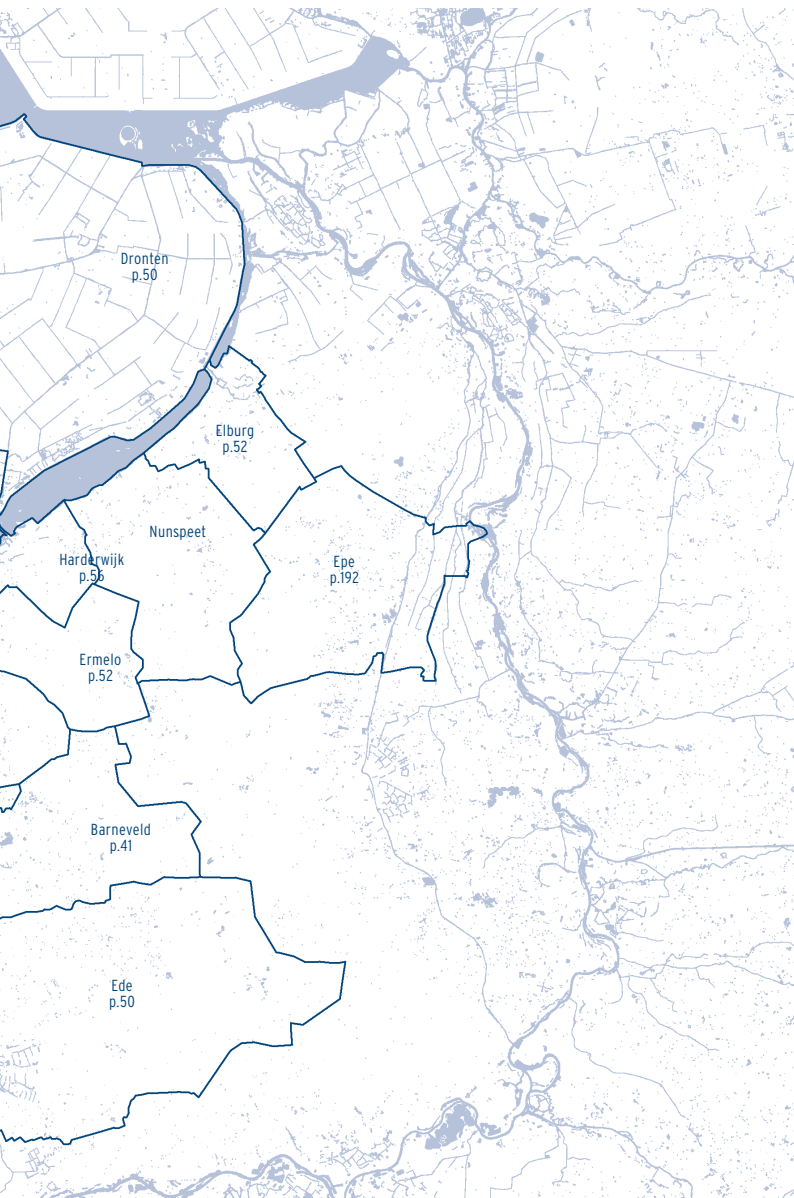 Dronten
p.50
Elburg
p.52
Nunspeet
Harderwijk
p.56
Epe
p.192
Ermelo
p.52
Barneveld
p.41
Ede
p.50